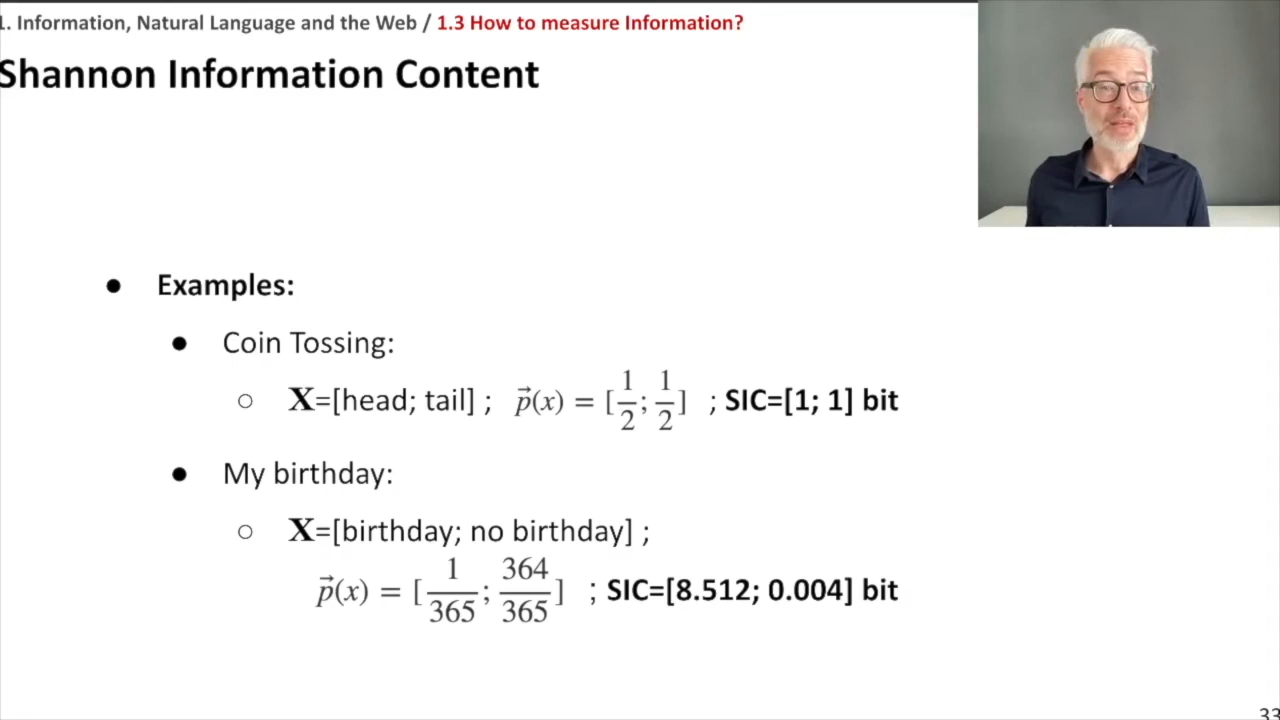 1. Information, Natural Language and the Web / 1.3 How to measure Information?
Shannon Information Content
● Examples:
● Coin Tossing:
○ X=[head; tail] ; p⃗(x) = [1/2; 1/2] ; SIC=[1; 1] bit
● My birthday:
○ X=[birthday; no birthday] ;
p⃗(x) = [1/365; 364/365] ; SIC=[8.512; 0.004] bit
33